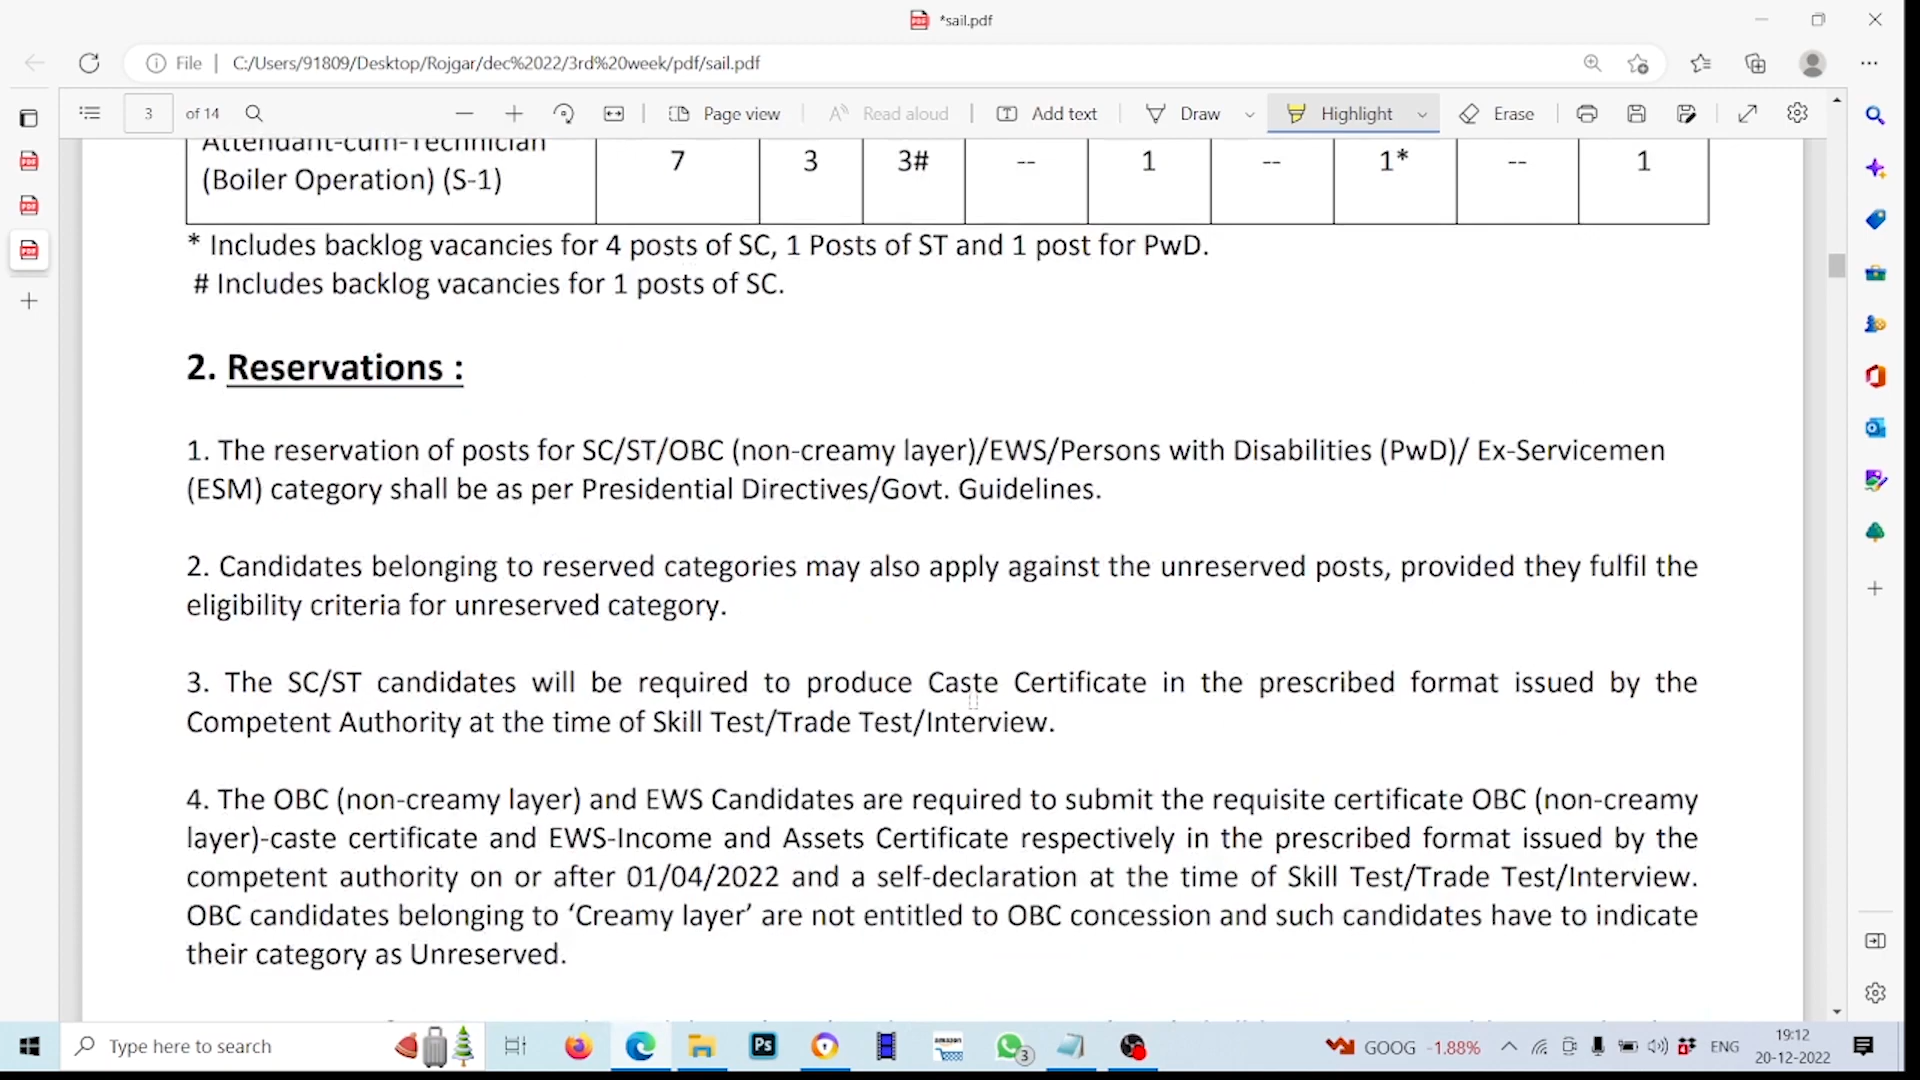 *sail.pdf
File | C:/Users/91809/Desktop/Rojgar/dec%2022/3rd%20week/pdf/sail.pdf
3 of 14 Page view Read aloud Add text Draw Highlight Erase
Attendant-cum-Technician
(Boiler Operation) (S-1) 7 3 3# -- 1 -- 1* -- 1
* Includes backlog vacancies for 4 posts of SC, 1 Posts of ST and 1 post for PwD.
# Includes backlog vacancies for 1 posts of SC.
2. Reservations :
1. The reservation of posts for SC/ST/OBC (non-creamy layer)/EWS/Persons with Disabilities (PwD)/ Ex-Servicemen
(ESM) category shall be as per Presidential Directives/Govt. Guidelines.
2. Candidates belonging to reserved categories may also apply against the unreserved posts, provided they fulfil the
eligibility criteria for unreserved category.
3. The SC/ST candidates will be required to produce Caste Certificate in the prescribed format issued by the
Competent Authority at the time of Skill Test/Trade Test/Interview.
4. The OBC (non-creamy layer) and EWS Candidates are required to submit the requisite certificate OBC (non-creamy
layer)-caste certificate and EWS-Income and Assets Certificate respectively in the prescribed format issued by the
competent authority on or after 01/04/2022 and a self-declaration at the time of Skill Test/Trade Test/Interview.
OBC candidates belonging to ‘Creamy layer’ are not entitled to OBC concession and such candidates have to indicate
their category as Unreserved.
Type here to search Ps amazon 3 GOOG -1.88% ENG 19:12
20-12-2022